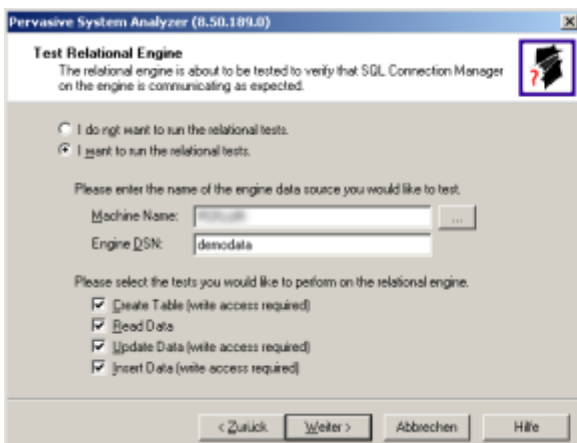 Pervasive System Analyzer (8.50.189.0)
Test Relational Engine
The relational engine is about to be tested to verify that SQL Connection Manager
on the engine is communicating as expected.
I do not want to run the relational tests.
I want to run the relational tests.
Please enter the name of the engine data source you would like to test.
Machine Name:
...
Engine DSN: demodata
Please select the tests you would like to perform on the relational engine.
Create Table (write access required)
Read Data
Update Data (write access required)
Insert Data (write access required)
< Zurück Weiter > Abbrechen Hilfe